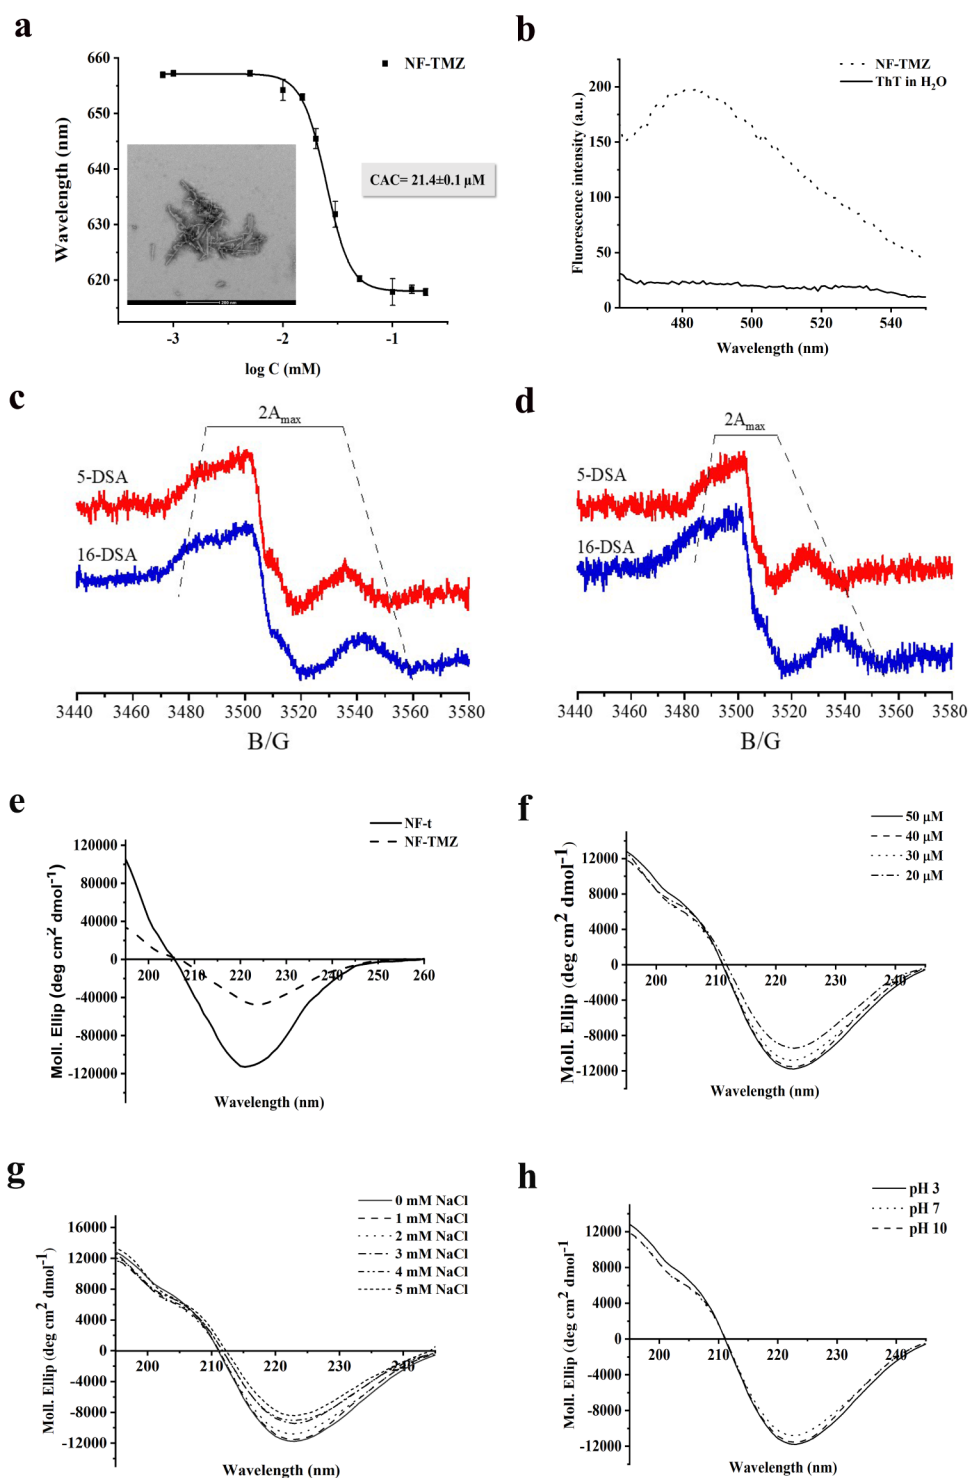 a
660
650
640
630
620
Wavelength (nm)
NF-TMZ
CAC= 21.4±0.1 µM
200 nm
-3
-2
-1
log C (mM)
b
200
150
100
50
0
Fluorescence intensity (a.u.)
NF-TMZ
ThT in H₂O
480
500
520
540
Wavelength (nm)
c
2Aₘₐₓ
5-DSA
16-DSA
3440 3460 3480 3500 3520 3540 3560 3580
B/G
d
2Aₘₐₓ
5-DSA
16-DSA
3440 3460 3480 3500 3520 3540 3560 3580
B/G
e
120000
80000
40000
0
-40000
-80000
-120000
Moll. Ellip (deg cm² dmol⁻¹)
NF-t
NF-TMZ
200 210 220 230 240 250 260
Wavelength (nm)
f
12000
8000
4000
0
-4000
-8000
-12000
Moll. Ellip (deg cm² dmol⁻¹)
50 µM
40 µM
30 µM
20 µM
200 210 220 230 240
Wavelength (nm)
g
16000
12000
8000
4000
0
-4000
-8000
-12000
Moll. Ellip (deg cm² dmol⁻¹)
0 mM NaCl
1 mM NaCl
2 mM NaCl
3 mM NaCl
4 mM NaCl
5 mM NaCl
200 210 220 230 240
Wavelength (nm)
h
12000
8000
4000
0
-4000
-8000
-12000
Moll. Ellip (deg cm² dmol⁻¹)
pH 3
pH 7
pH 10
200 210 220 230 240
Wavelength (nm)